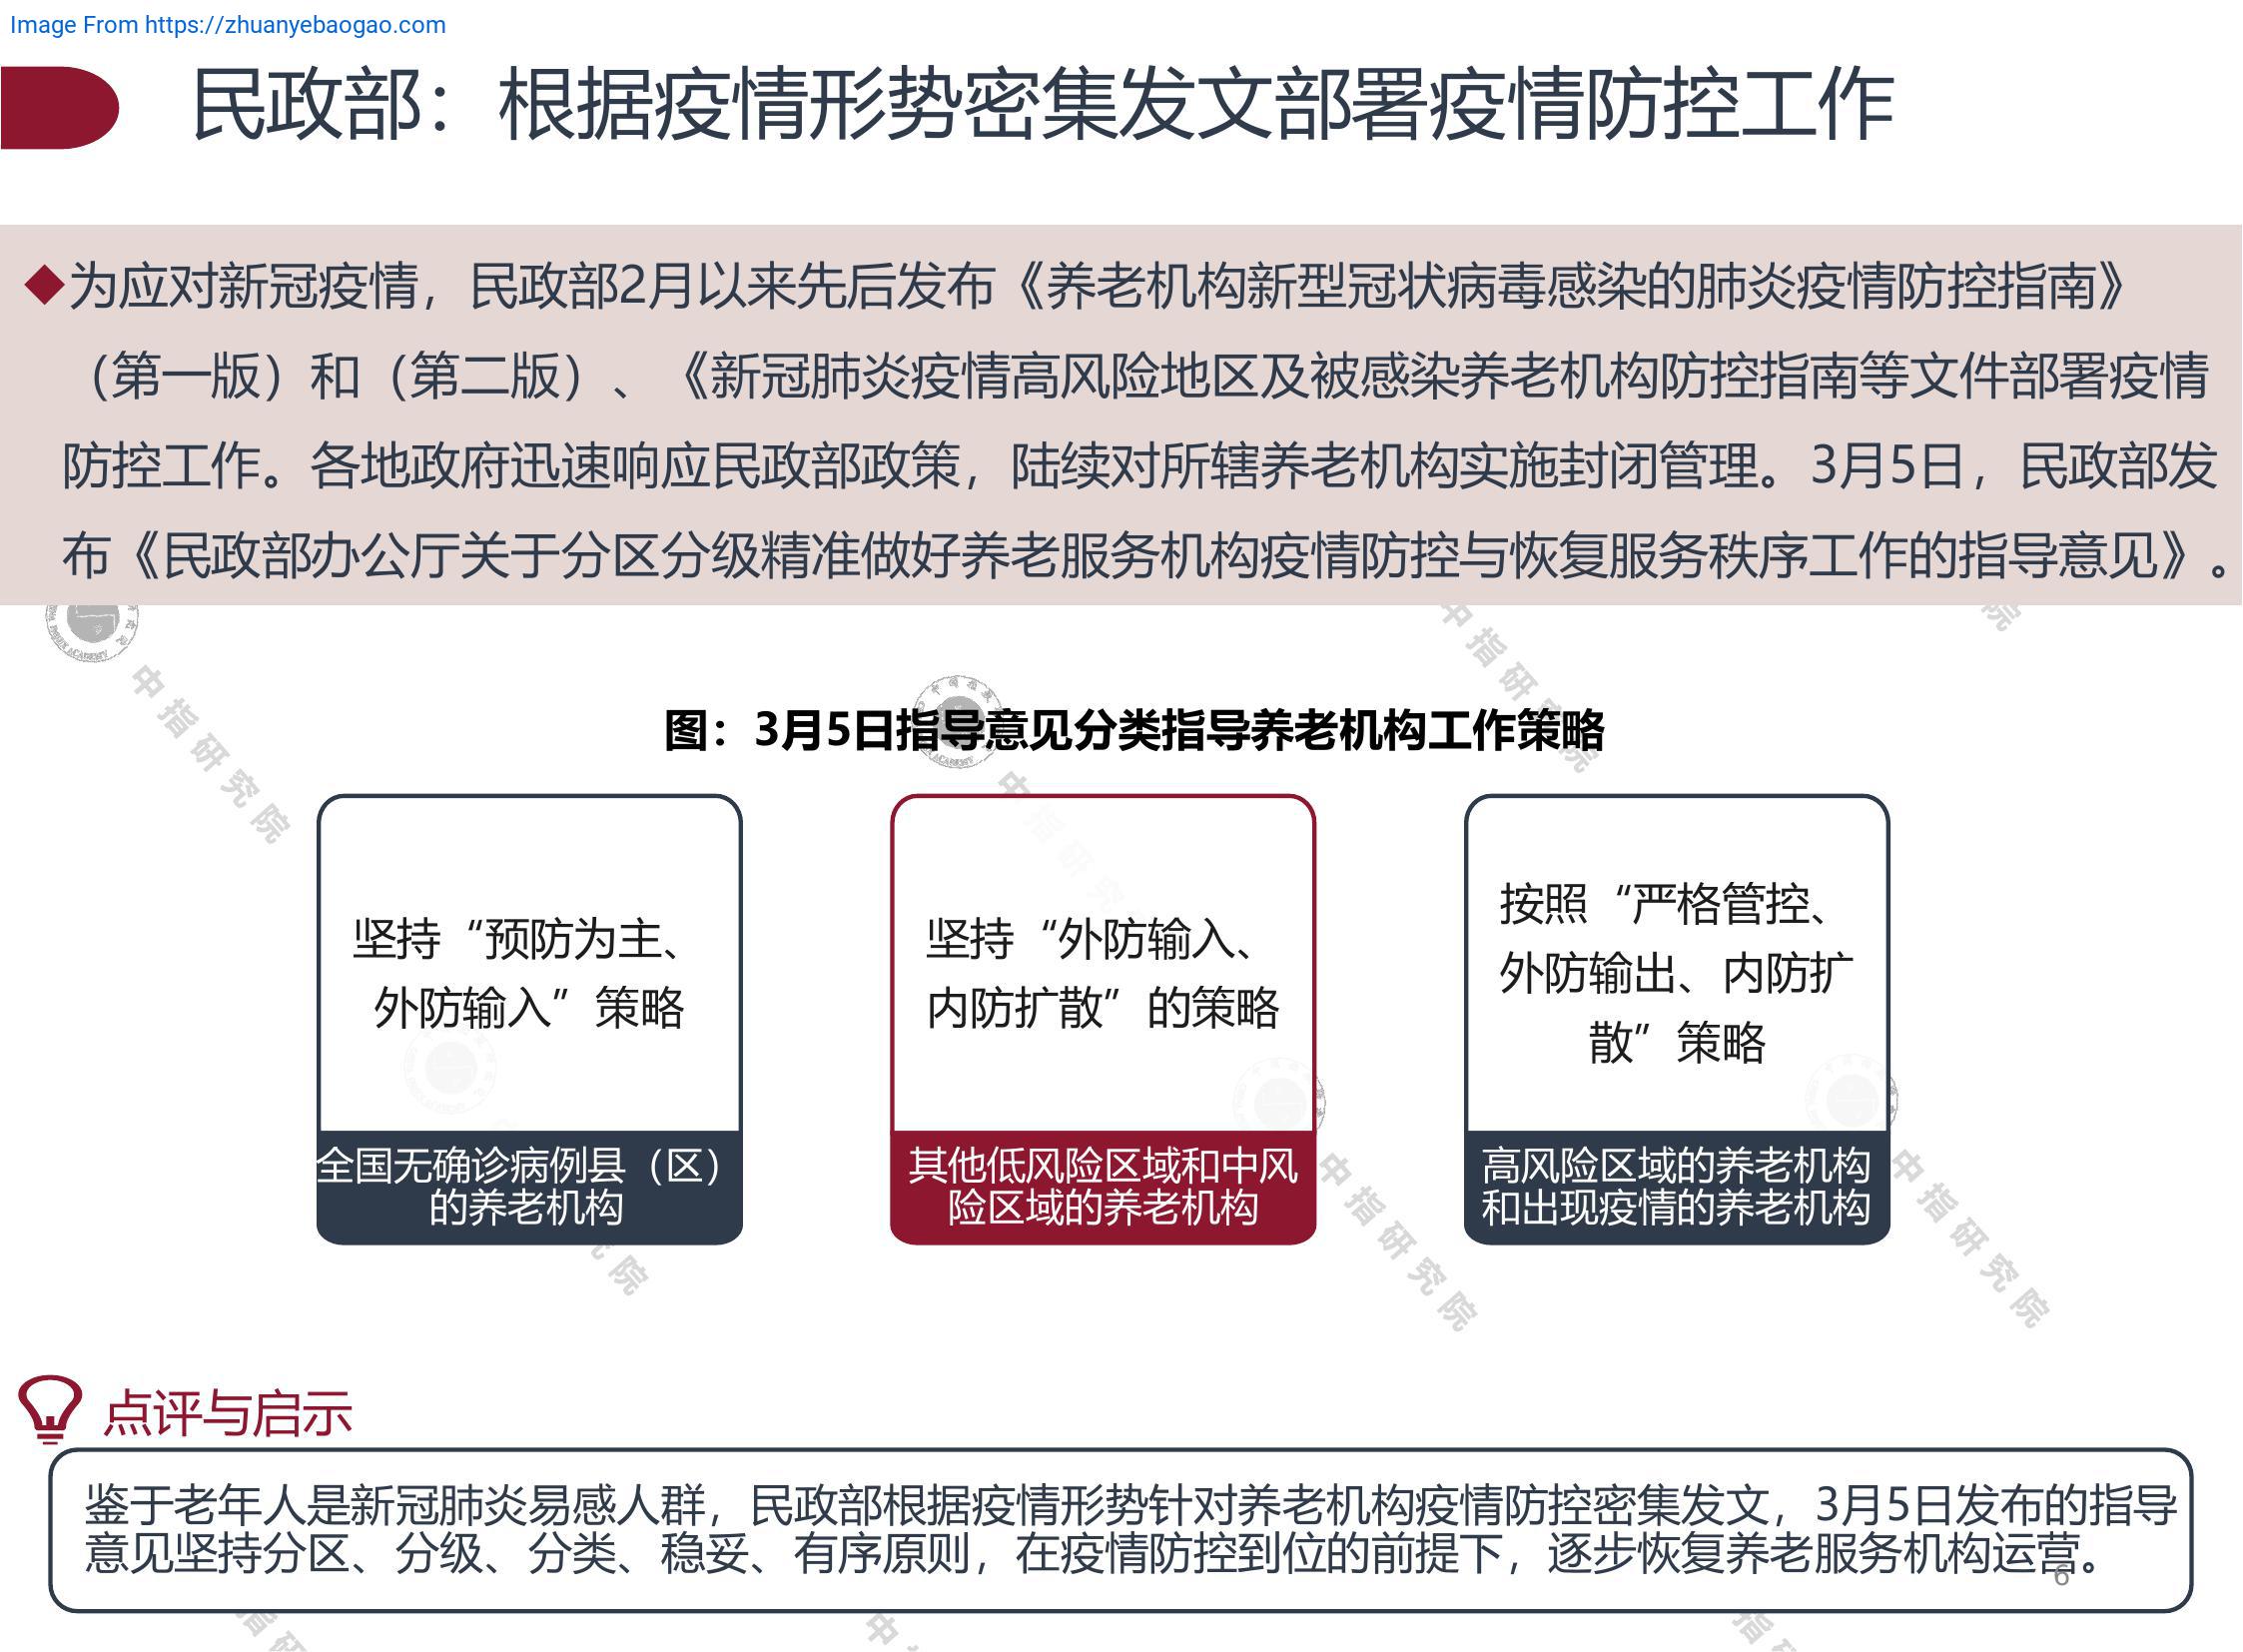 Image From https://zhuanyebaogao.com
民政部：根据疫情形势密集发文部署疫情防控工作
◆为应对新冠疫情，民政部2月以来先后发布《养老机构新型冠状病毒感染的肺炎疫情防控指南》
（第一版）和（第二版）、《新冠肺炎疫情高风险地区及被感染养老机构防控指南等文件部署疫情
防控工作。各地政府迅速响应民政部政策，陆续对所辖养老机构实施封闭管理。3月5日，民政部发
布《民政部办公厅关于分区分级精准做好养老服务机构疫情防控与恢复服务秩序工作的指导意见》。
图：3月5日指导意见分类指导养老机构工作策略
坚持“预防为主、
外防输入”策略
全国无确诊病例县（区）
的养老机构
坚持“外防输入、
内防扩散”的策略
其他低风险区域和中风
险区域的养老机构
按照“严格管控、
外防输出、内防扩
散”策略
高风险区域的养老机构
和出现疫情的养老机构
点评与启示
鉴于老年人是新冠肺炎易感人群，民政部根据疫情形势针对养老机构疫情防控密集发文，3月5日发布的指导
意见坚持分区、分级、分类、稳妥、有序原则，在疫情防控到位的前提下，逐步恢复养老服务机构运营。
6
中指研究院
中指研究院
中指研究院
中指研究院